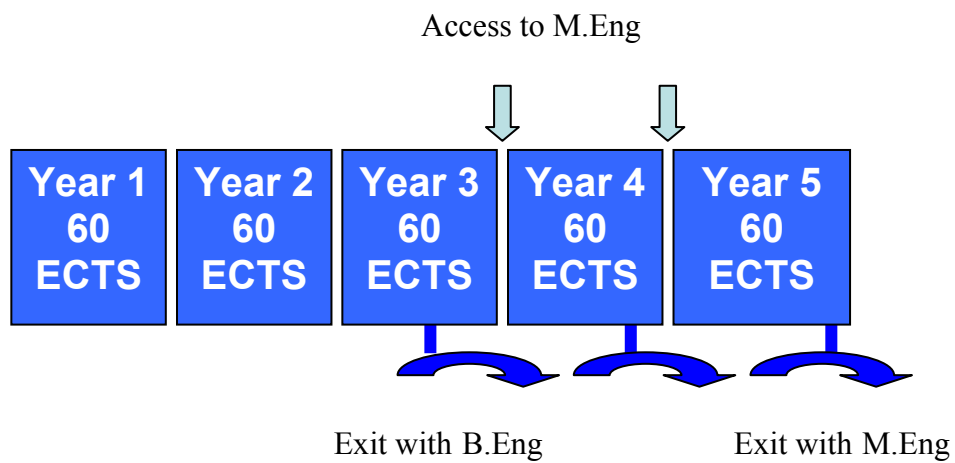 Access to M.Eng
Year 1
60
ECTS
Year 2
60
ECTS
Year 3
60
ECTS
Year 4
60
ECTS
Year 5
60
ECTS
Exit with B.Eng
Exit with M.Eng